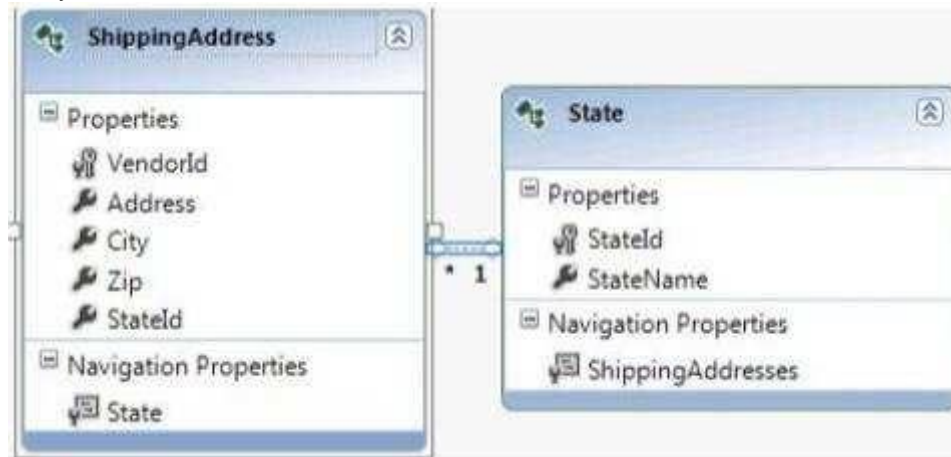 ShippingAddress
Properties
VendorId
Address
City
Zip
StateId
Navigation Properties
State
* 1
State
Properties
StateId
StateName
Navigation Properties
ShippingAddresses